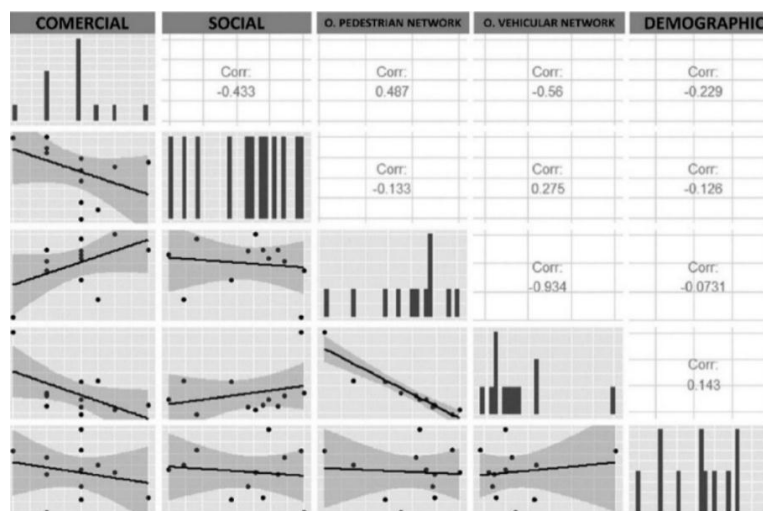 COMERCIAL SOCIAL O. PEDESTRIAN NETWORK O. VEHICULAR NETWORK DEMOGRAPHIC
Corr: Corr: Corr: Corr:
-0.433 0.487 -0.56 -0.229
Corr: Corr: Corr:
-0.133 0.275 -0.126
Corr: Corr:
-0.934 -0.0731
Corr:
0.143